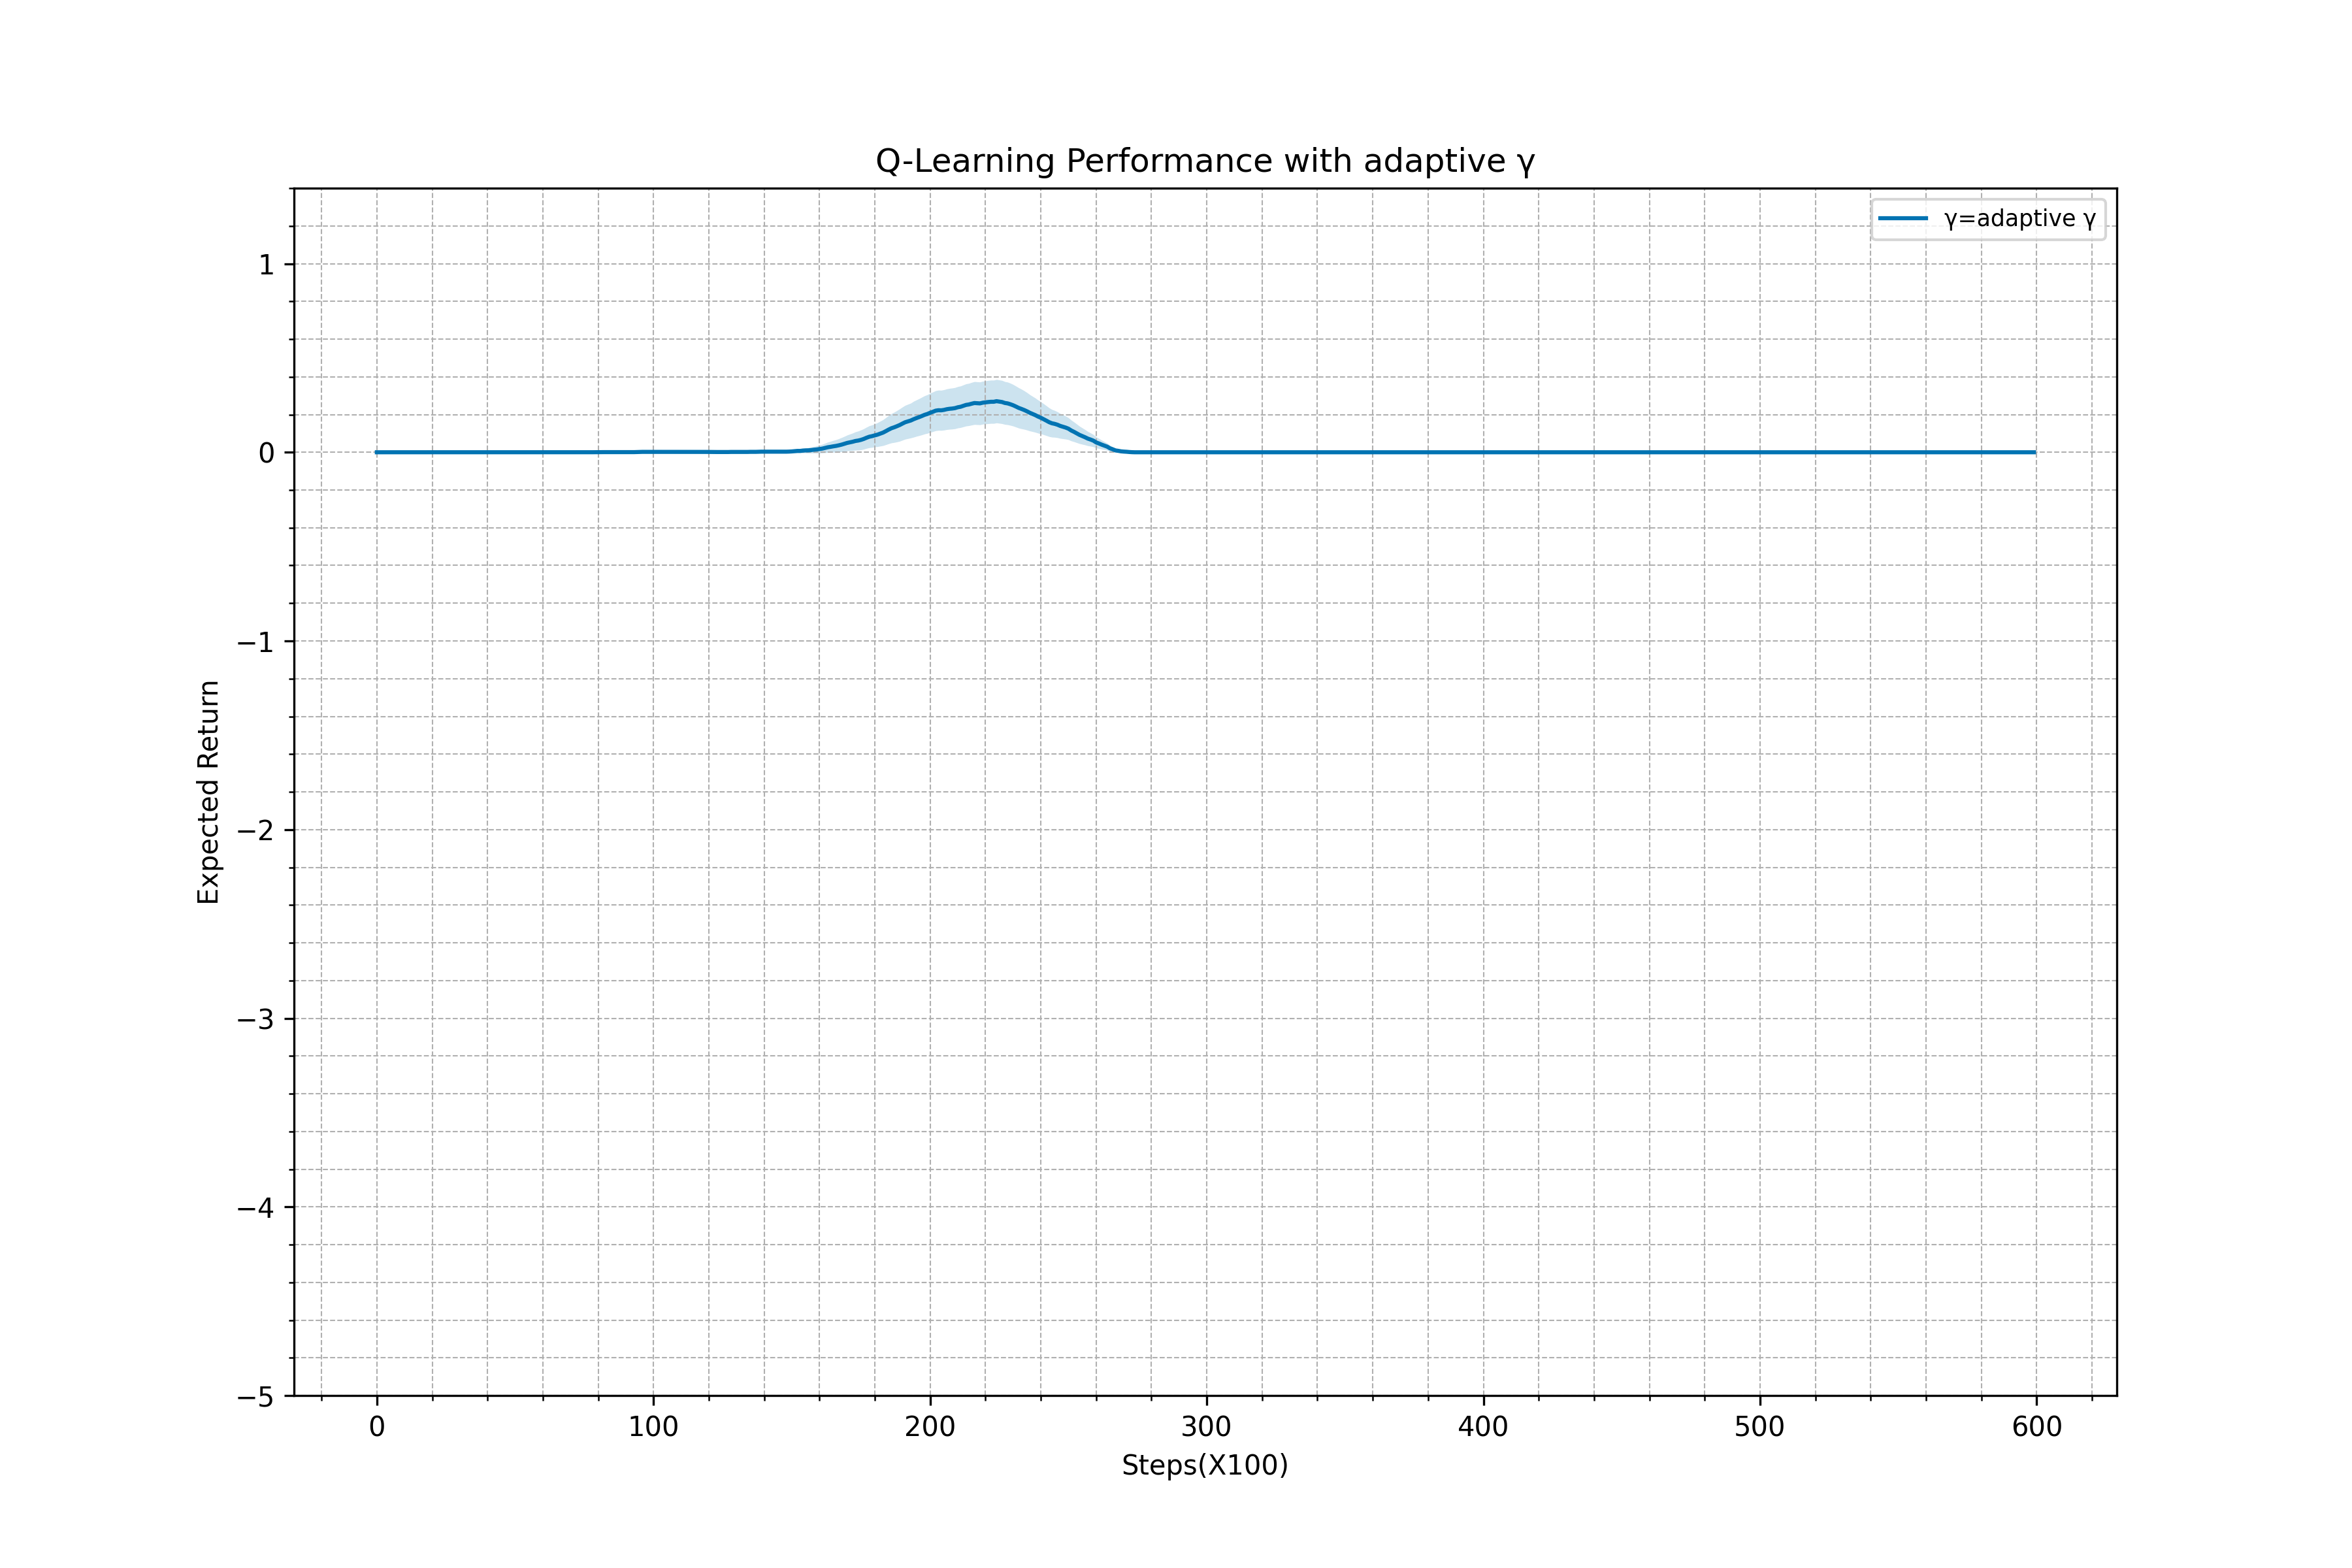 Q-Learning Performance with adaptive γ
γ=adaptive γ
1
0
−1
−2
−3
−4
−5
Expected Return
0 100 200 300 400 500 600
Steps(X100)